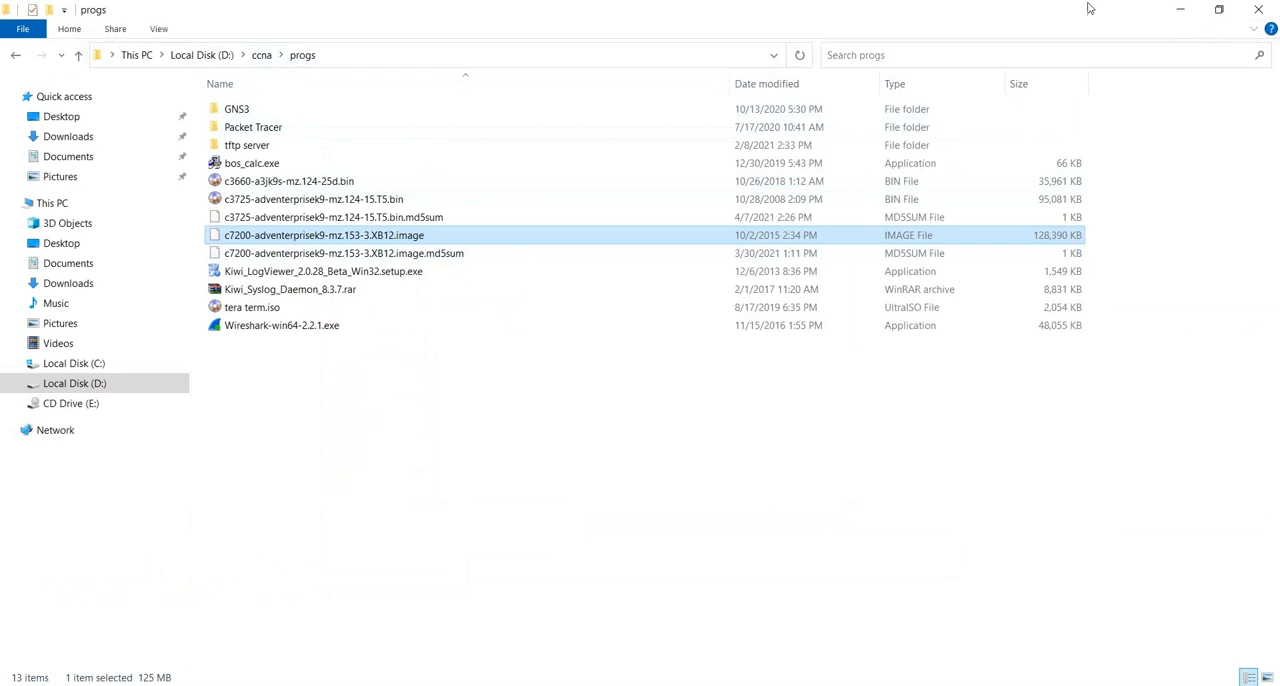 progs
File Home Share View
This PC Local Disk (D:) ccna progs
Search progs
Name Date modified Type Size
Quick access
Desktop
Downloads
Documents
Pictures
This PC
3D Objects
Desktop
Documents
Downloads
Music
Pictures
Videos
Local Disk (C:)
Local Disk (D:)
CD Drive (E:)
Network
GNS3 10/13/2020 5:30 PM File folder
Packet Tracer 7/17/2020 10:41 AM File folder
tftp server 2/8/2021 2:33 PM File folder
bos_calc.exe 12/30/2019 5:43 PM Application 66 KB
c3660-a3jk9s-mz.124-25d.bin 10/26/2018 1:12 AM BIN File 35,961 KB
c3725-adventerprisek9-mz.124-15.T5.bin 10/28/2008 2:09 PM BIN File 95,081 KB
c3725-adventerprisek9-mz.124-15.T5.bin.md5sum 4/7/2021 2:26 PM MD5SUM File 1 KB
c7200-adventerprisek9-mz.153-3.XB12.image 10/2/2015 2:34 PM IMAGE File 128,390 KB
c7200-adventerprisek9-mz.153-3.XB12.image.md5sum 3/30/2021 1:11 PM MD5SUM File 1 KB
Kiwi_LogViewer_2.0.28_Beta_Win32.setup.exe 12/6/2013 8:36 PM Application 1,549 KB
Kiwi_Syslog_Daemon_8.3.7.rar 2/1/2017 11:20 AM WinRAR archive 8,831 KB
tera term.iso 8/17/2019 6:35 PM UltraISO File 2,054 KB
Wireshark-win64-2.2.1.exe 11/15/2016 1:55 PM Application 48,055 KB
13 items 1 item selected 125 MB